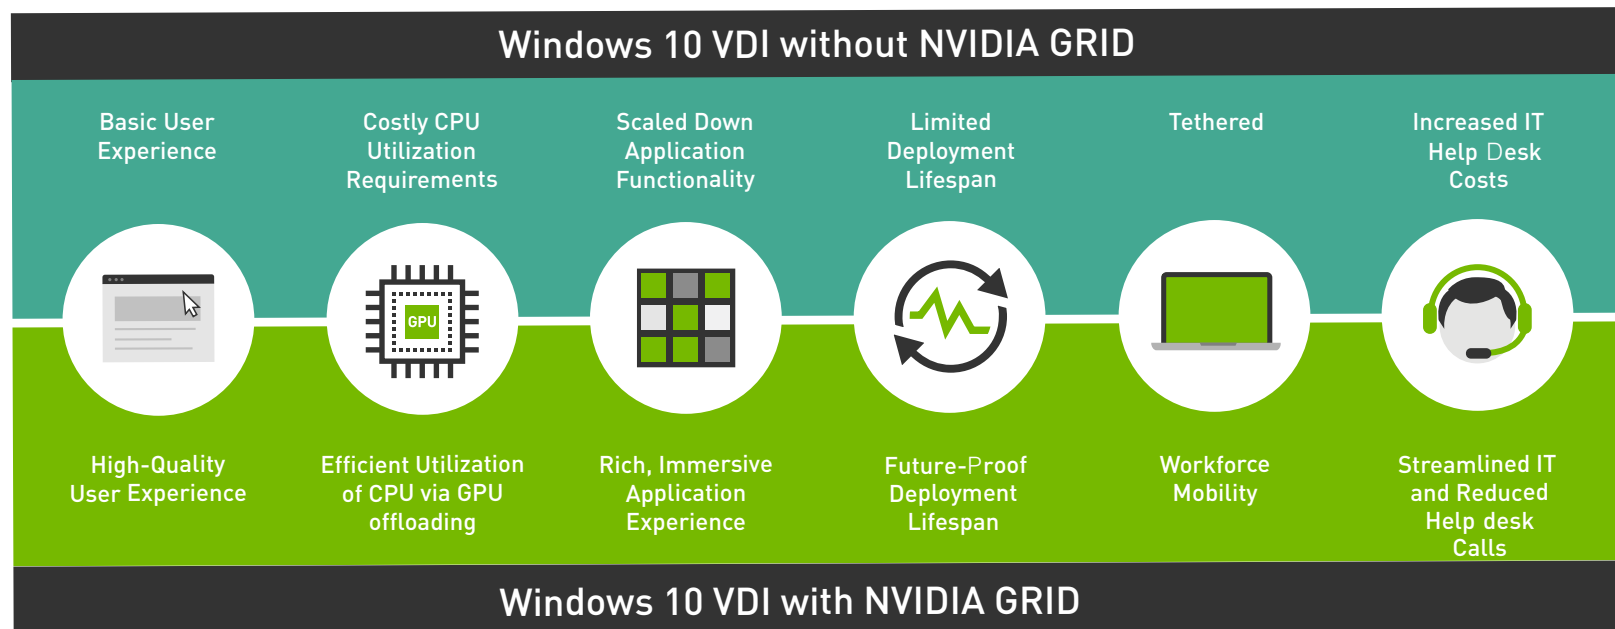 Windows 10 VDI without NVIDIA GRID
Basic User
Experience
Costly CPU
Utilization
Requirements
Scaled Down
Application
Functionality
Limited
Deployment
Lifespan
Tethered
Increased IT
Help Desk
Costs
GPU
High-Quality
User Experience
Efficient Utilization
of CPU via GPU
offloading
Rich, Immersive
Application
Experience
Future-Proof
Deployment
Lifespan
Workforce
Mobility
Streamlined IT
and Reduced
Help desk
Calls
Windows 10 VDI with NVIDIA GRID